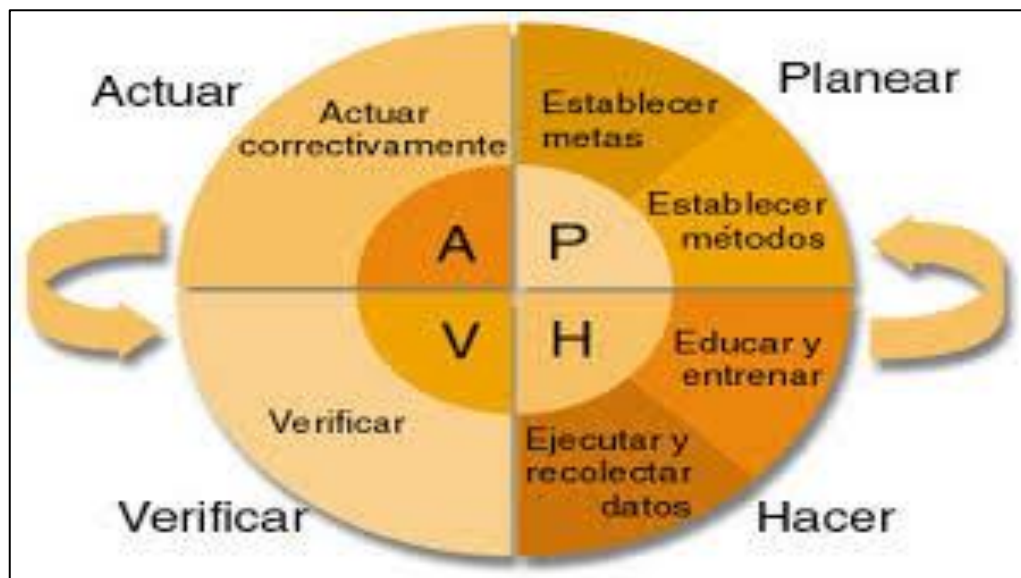 Actuar
Planear
Actuar
correctivamente
Establecer
metas
Establecer
métodos
A
P
V
H
Educar y
entrenar
Verificar
Ejecutar y
recolectar
datos
Verificar
Hacer